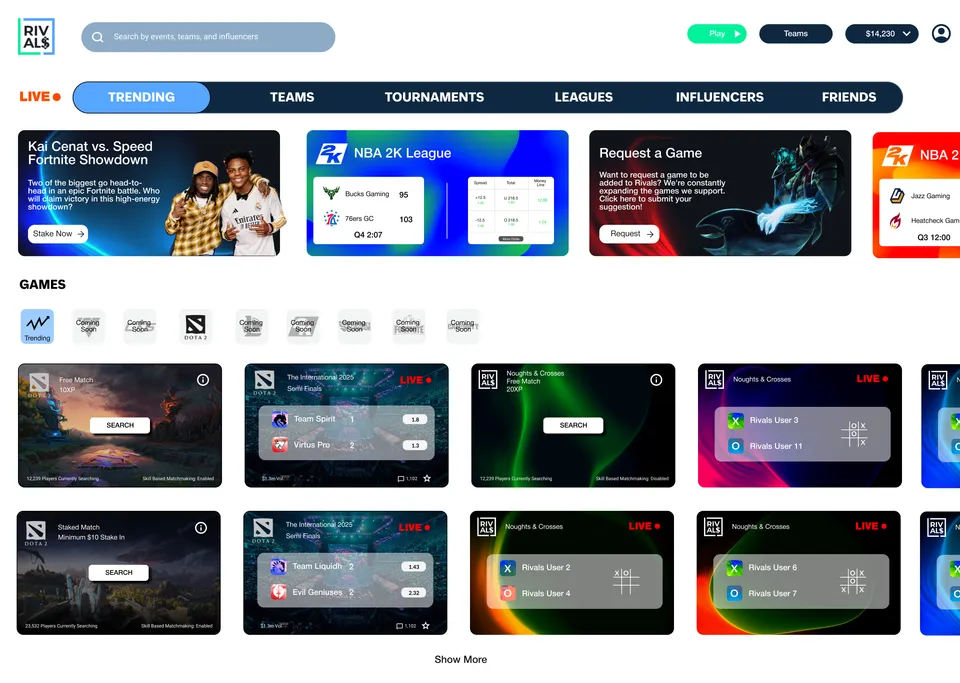 RIV
AL$
Search by events, teams, and influencers
Play
Teams
$14,230
LIVE
TRENDING
TEAMS
TOURNAMENTS
LEAGUES
INFLUENCERS
FRIENDS
Kai Cenat vs. Speed
Fortnite Showdown
Two of the biggest go head-to-
head in an epic Fortnite battle. Who
will claim victory in this high-energy
showdown?
Stake Now
2K
NBA 2K League
Bucks Gaming 95
76ers GC 103
Q4 2:07
Spread
Total
Money
Line
+12.5
U 218.0
-12.5
O 218.0
Request a Game
Want to request a game to be
added to Rivals? We're constantly
expanding the games we support.
Click here to submit your
suggestion!
Request
2K
NBA 2
Jazz Gaming
Heatcheck Gam
Q3 12:00
GAMES
Trending
Coming
Soon
Coming
Soon
DOTA 2
Coming
Soon
Coming
Soon
Coming
Soon
Coming
Soon
Coming
Soon
DOTA 2
Free Match
10XP
SEARCH
12,239 Players Currently Searching
Skill Based Matchmaking: Enabled
DOTA 2
The International 2025
Semi Finals
LIVE
Team Spirit 1 1.8
Virtus Pro 2 1.3
$1.3m Vol
1,102
RIV
AL$
Noughts & Crosses
Free Match
20XP
SEARCH
12,239 Players Currently Searching
Skill Based Matchmaking: Disabled
RIV
AL$
Noughts & Crosses
LIVE
X Rivals User 3
O Rivals User 11
RIV
AL$
DOTA 2
Staked Match
Minimum $10 Stake In
SEARCH
23,532 Players Currently Searching
Skill Based Matchmaking: Enabled
DOTA 2
The International 2025
Semi Finals
LIVE
Team Liquidh 2 1.43
Evil Geniuses 2 2.32
$1.3m Vol
1,102
RIV
AL$
Noughts & Crosses
LIVE
X Rivals User 2
O Rivals User 4
RIV
AL$
Noughts & Crosses
LIVE
X Rivals User 6
O Rivals User 7
RIV
AL$
Show More